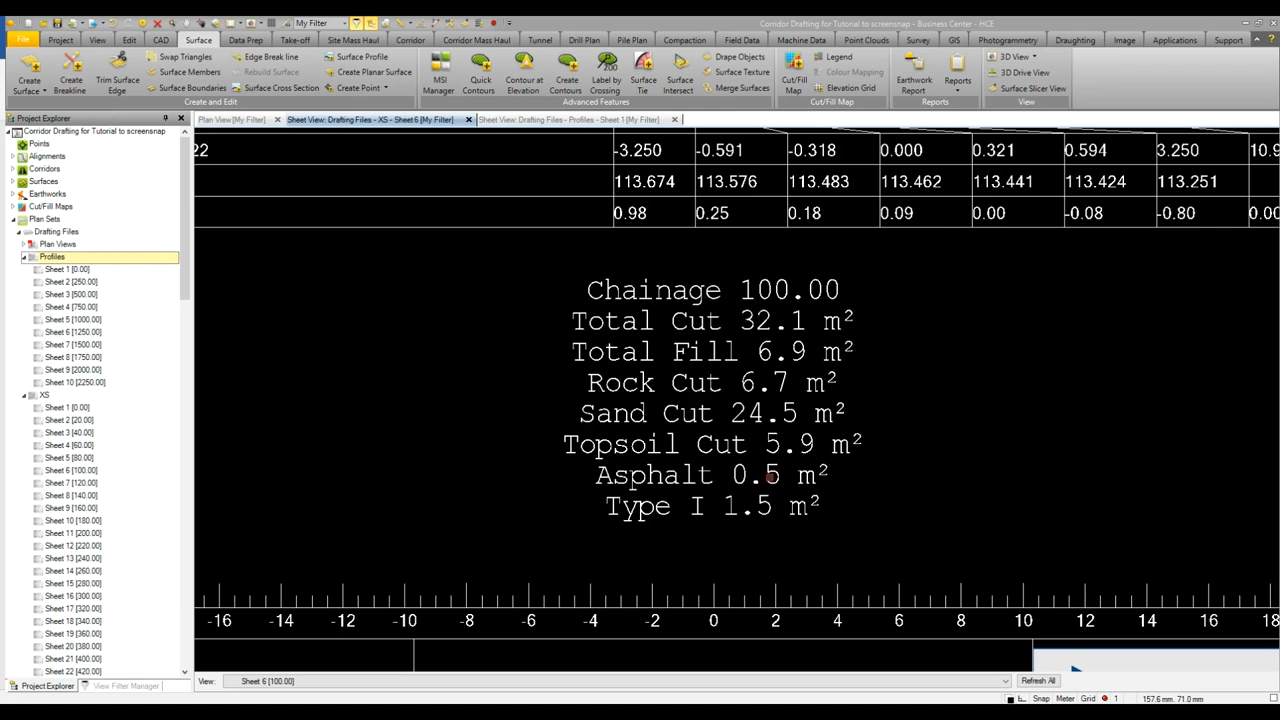 Corridor Drafting for Tutorial to screensnap - Business Center - HCE
My Filter
File Project View Edit CAD Surface Data Prep Take-off Site Mass Haul Corridor Corridor Mass Haul Tunnel Drill Plan Pile Plan Compaction Field Data Machine Data Point Clouds Survey GIS Photogrammetry Draughting Image Applications Support
Create Surface
Create Breakline
Trim Surface Edge
Swap Triangles
Surface Members
Surface Boundaries
Edge Break line
Rebuild Surface
Surface Cross Section
Surface Profile
Create Planar Surface
Create Point
Create and Edit
MSI Manager
Quick Contours
Contour at Elevation
Create Contours
Label by Crossing
Surface Tie
Surface Intersect
Drape Objects
Surface Texture
Merge Surfaces
Advanced Features
Cut/Fill Map
Legend
Colour Mapping
Elevation Grid
Cut/Fill Map
Earthwork Report
Reports
Reports
3D View
3D Drive View
Surface Slicer View
View
Project Explorer
Plan View [My Filter]
Sheet View: Drafting Files - XS - Sheet 6 [My Filter]
Sheet View: Drafting Files - Profiles - Sheet 1 [My Filter]
Corridor Drafting for Tutorial to screensnap
Points
Alignments
Corridors
Surfaces
Earthworks
Cut/Fill Maps
Plan Sets
Drafting Files
Plan Views
Profiles
Sheet 1 [0.00]
Sheet 2 [250.00]
Sheet 3 [500.00]
Sheet 4 [750.00]
Sheet 5 [1000.00]
Sheet 6 [1250.00]
Sheet 7 [1500.00]
Sheet 8 [1750.00]
Sheet 9 [2000.00]
Sheet 10 [2250.00]
XS
Sheet 1 [0.00]
Sheet 2 [20.00]
Sheet 3 [40.00]
Sheet 4 [60.00]
Sheet 5 [80.00]
Sheet 6 [100.00]
Sheet 7 [120.00]
Sheet 8 [140.00]
Sheet 9 [160.00]
Sheet 10 [180.00]
Sheet 11 [200.00]
Sheet 12 [220.00]
Sheet 13 [240.00]
Sheet 14 [260.00]
Sheet 15 [280.00]
Sheet 16 [300.00]
Sheet 17 [320.00]
Sheet 18 [340.00]
Sheet 19 [360.00]
Sheet 20 [380.00]
Sheet 21 [400.00]
Sheet 22 [420.00]
Project Explorer View Filter Manager
22 -3.250 -0.591 -0.318 0.000 0.321 0.594 3.250 10.9
113.674 113.576 113.483 113.462 113.441 113.424 113.251
0.98 0.25 0.18 0.09 0.00 -0.08 -0.80 0.00
Chainage 100.00
Total Cut 32.1 m²
Total Fill 6.9 m²
Rock Cut 6.7 m²
Sand Cut 24.5 m²
Topsoil Cut 5.9 m²
Asphalt 0.5 m²
Type I 1.5 m²
-16 -14 -12 -10 -8 -6 -4 -2 0 2 4 6 8 10 12 14 16 18
View: Sheet 6 [100.00] Refresh All
Snap Meter Grid 1 157.6 m, 71.0 m